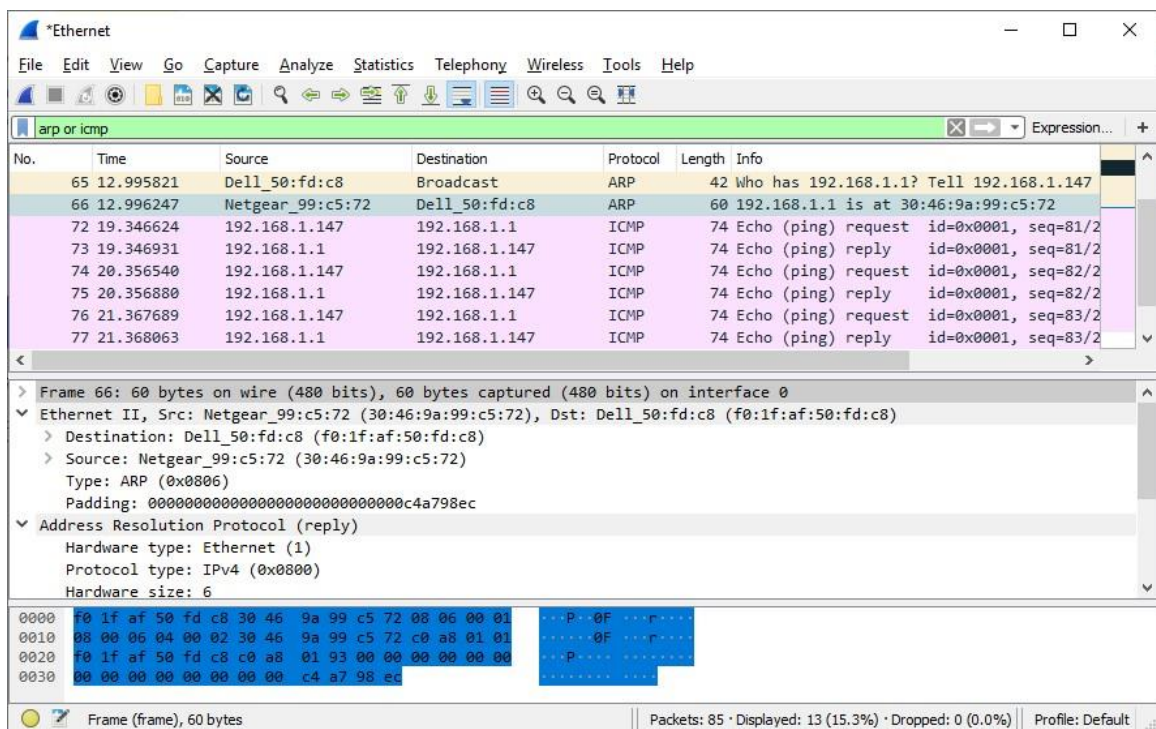 *Ethernet
File Edit View Go Capture Analyze Statistics Telephony Wireless Tools Help
arp or icmp Expression... +
No. Time Source Destination Protocol Length Info
65 12.995821 Dell_50:fd:c8 Broadcast ARP 42 Who has 192.168.1.1? Tell 192.168.1.147
66 12.996247 Netgear_99:c5:72 Dell_50:fd:c8 ARP 60 192.168.1.1 is at 30:46:9a:99:c5:72
72 19.346624 192.168.1.147 192.168.1.1 ICMP 74 Echo (ping) request id=0x0001, seq=81/2
73 19.346931 192.168.1.1 192.168.1.147 ICMP 74 Echo (ping) reply id=0x0001, seq=81/2
74 20.356540 192.168.1.147 192.168.1.1 ICMP 74 Echo (ping) request id=0x0001, seq=82/2
75 20.356880 192.168.1.1 192.168.1.147 ICMP 74 Echo (ping) reply id=0x0001, seq=82/2
76 21.367689 192.168.1.147 192.168.1.1 ICMP 74 Echo (ping) request id=0x0001, seq=83/2
77 21.368063 192.168.1.1 192.168.1.147 ICMP 74 Echo (ping) reply id=0x0001, seq=83/2
Frame 66: 60 bytes on wire (480 bits), 60 bytes captured (480 bits) on interface 0
Ethernet II, Src: Netgear_99:c5:72 (30:46:9a:99:c5:72), Dst: Dell_50:fd:c8 (f0:1f:af:50:fd:c8)
Destination: Dell_50:fd:c8 (f0:1f:af:50:fd:c8)
Source: Netgear_99:c5:72 (30:46:9a:99:c5:72)
Type: ARP (0x0806)
Address Resolution Protocol (reply)
Hardware type: Ethernet (1)
Protocol type: IPv4 (0x0800)
Hardware size: 6
0000 f0 1f af 50 fd c8 30 46 9a 99 c5 72 08 06 00 01 ···P··0F ···r····
0010 08 00 06 04 00 02 30 46 9a 99 c5 72 c0 a8 01 01 ······0F ···r····
0020 f0 1f af 50 fd c8 c0 a8 01 93 00 00 00 00 00 00 ···P···· ········
0030 00 00 00 00 00 00 00 00 c4 a7 98 ec ········ ····
Frame (frame), 60 bytes Packets: 85 · Displayed: 13 (15.3%) · Dropped: 0 (0.0%) Profile: Default